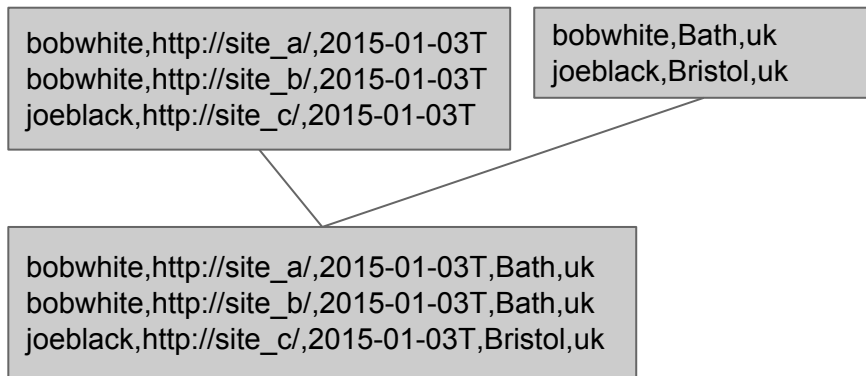 bobwhite,http://site_a/,2015-01-03T
bobwhite,http://site_b/,2015-01-03T
joeblack,http://site_c/,2015-01-03T
bobwhite,Bath,uk
joeblack,Bristol,uk
bobwhite,http://site_a/,2015-01-03T,Bath,uk
bobwhite,http://site_b/,2015-01-03T,Bath,uk
joeblack,http://site_c/,2015-01-03T,Bristol,uk